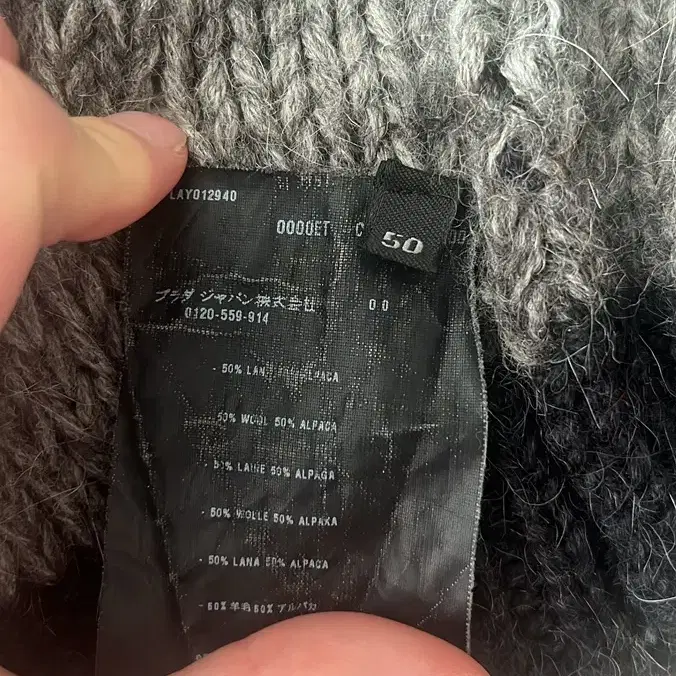 LAY012940
0000ET C
50
プラダ ジャパン株式会社 00
0120-559-914
- 50% LANA ALPACA
- 50% WOOL 50% ALPACA
- 50% LAINE 50% ALPAGA
- 50% WOLLE 50% ALPAKA
- 50% LANA 50% ALPACA
- 50% 羊毛 50% アルパカ